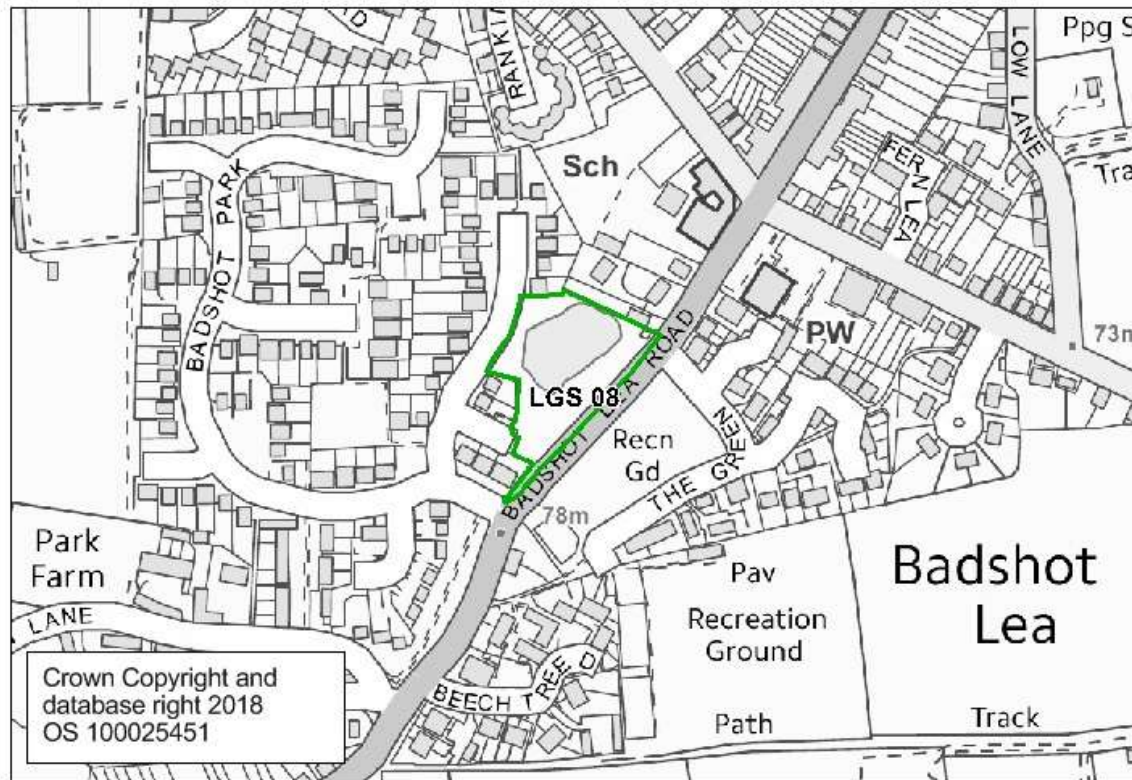 RANKIN
LOW LANE
Ppg S
Sch
FERN LEA
Tra
BADSHOT PARK
PW
73m
LGS 08
BADSHOT LEA ROAD
Recn
Gd
THE GREEN
78m
Park
Farm
LANE
Pav
Recreation
Ground
Badshot
Lea
BEECH TREE D
Path
Track
Crown Copyright and
database right 2018
OS 100025451